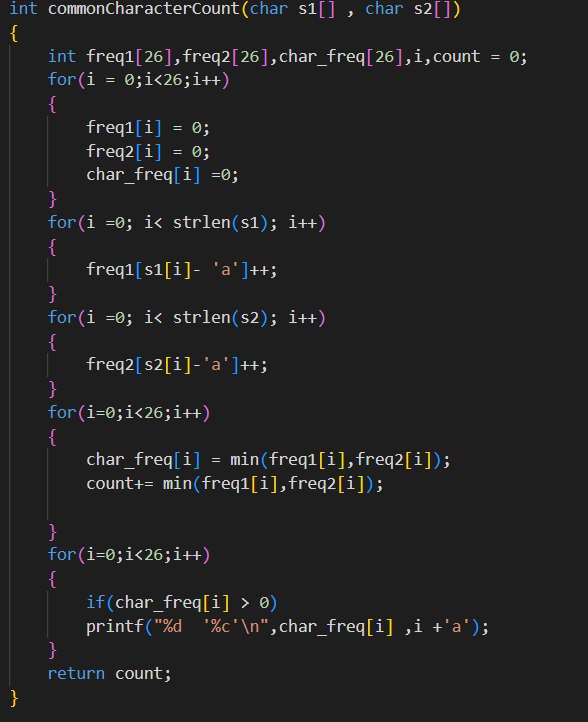 int commonCharacterCount(char s1[] , char s2[])
{
    int freq1[26],freq2[26],char_freq[26],i,count = 0;
    for(i = 0;i<26;i++)
    {
        freq1[i] = 0;
        freq2[i] = 0;
        char_freq[i] =0;
    }
    for(i =0; i< strlen(s1); i++)
    {
        freq1[s1[i]- 'a']++;
    }
    for(i =0; i< strlen(s2); i++)
    {
        freq2[s2[i]-'a']++;
    }
    for(i=0;i<26;i++)
    {
        char_freq[i] = min(freq1[i],freq2[i]);
        count+= min(freq1[i],freq2[i]);
    }
    for(i=0;i<26;i++)
    {
        if(char_freq[i] > 0)
        printf("%d  '%c'\n",char_freq[i] ,i +'a');
    }
    return count;
}